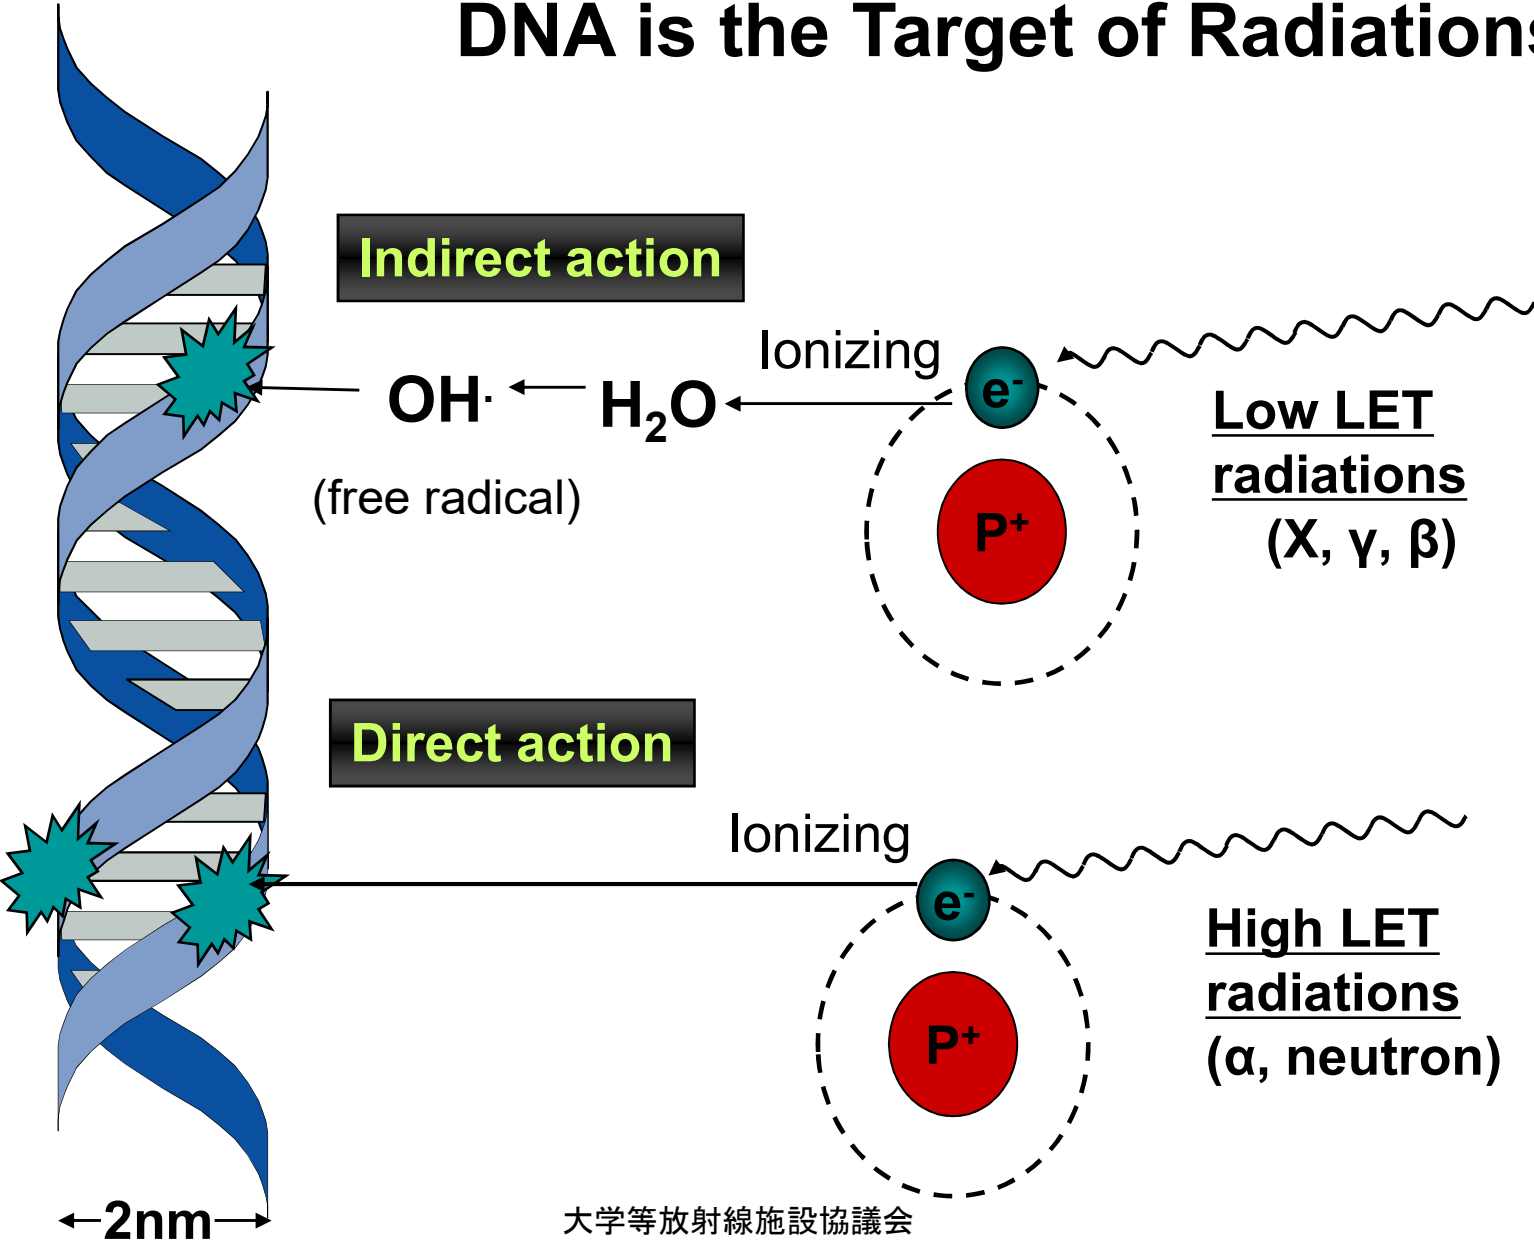 DNA is the Target of Radiations
Indirect action
Ionizing
e⁻
OH· H₂O
Low LET
radiations
(X, γ, β)
(free radical)
P⁺
Direct action
Ionizing
e⁻
High LET
radiations
(α, neutron)
P⁺
2nm
大学等放射線施設協議会